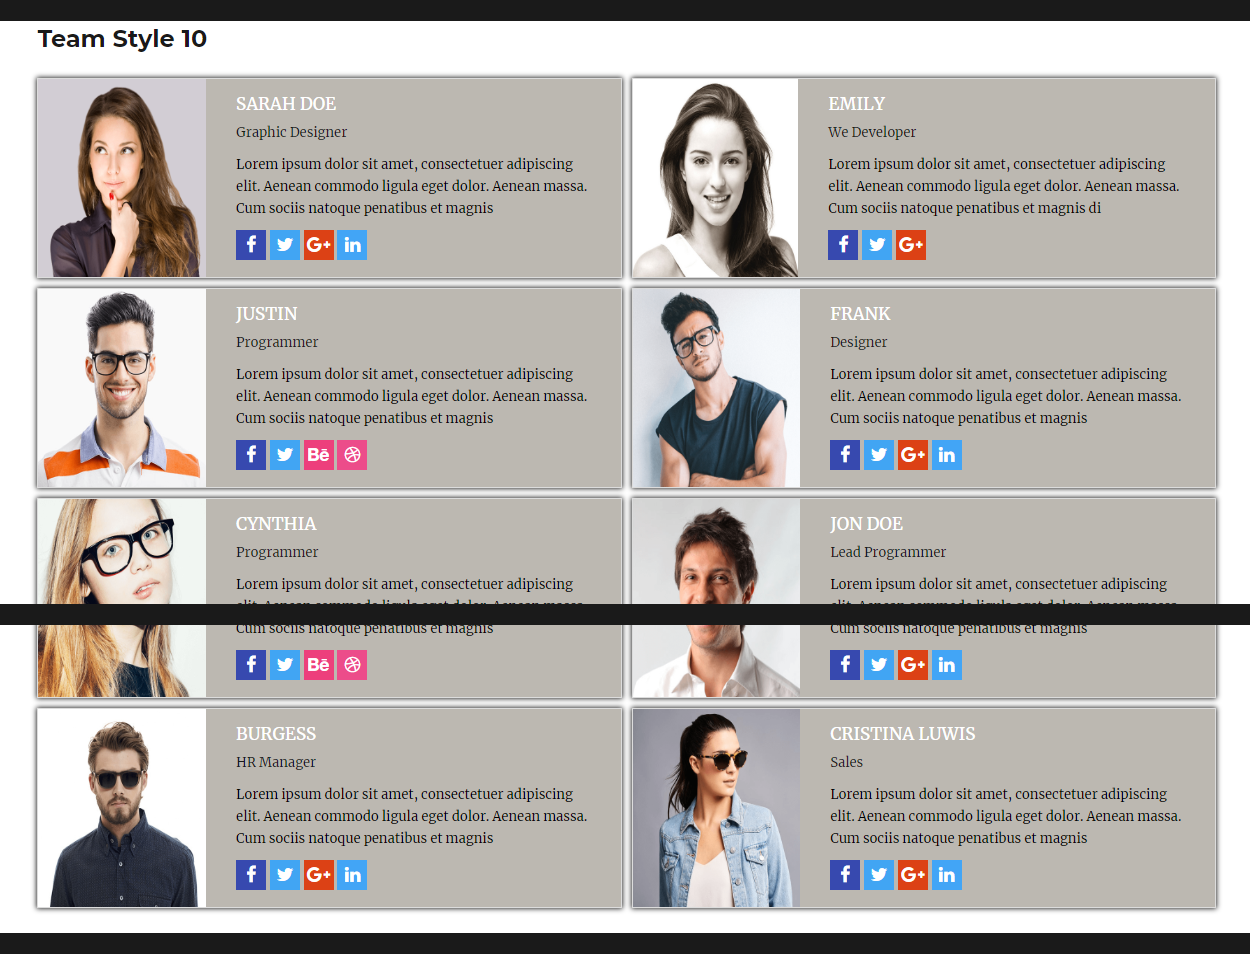 Team Style 10
SARAH DOE
Graphic Designer
Lorem ipsum dolor sit amet, consectetuer adipiscing
elit. Aenean commodo ligula eget dolor. Aenean massa.
Cum sociis natoque penatibus et magnis
f G+ in
EMILY
We Developer
Lorem ipsum dolor sit amet, consectetuer adipiscing
elit. Aenean commodo ligula eget dolor. Aenean massa.
Cum sociis natoque penatibus et magnis di
f G+
JUSTIN
Programmer
Lorem ipsum dolor sit amet, consectetuer adipiscing
elit. Aenean commodo ligula eget dolor. Aenean massa.
Cum sociis natoque penatibus et magnis
f Bē
FRANK
Designer
Lorem ipsum dolor sit amet, consectetuer adipiscing
elit. Aenean commodo ligula eget dolor. Aenean massa.
Cum sociis natoque penatibus et magnis
f G+ in
CYNTHIA
Programmer
Lorem ipsum dolor sit amet, consectetuer adipiscing
Cum sociis natoque penatibus et magnis
f Bē
JON DOE
Lead Programmer
Lorem ipsum dolor sit amet, consectetuer adipiscing
Cum sociis natoque penatibus et magnis
f G+ in
BURGESS
HR Manager
Lorem ipsum dolor sit amet, consectetuer adipiscing
elit. Aenean commodo ligula eget dolor. Aenean massa.
Cum sociis natoque penatibus et magnis
f G+ in
CRISTINA LUWIS
Sales
Lorem ipsum dolor sit amet, consectetuer adipiscing
elit. Aenean commodo ligula eget dolor. Aenean massa.
Cum sociis natoque penatibus et magnis
f G+ in